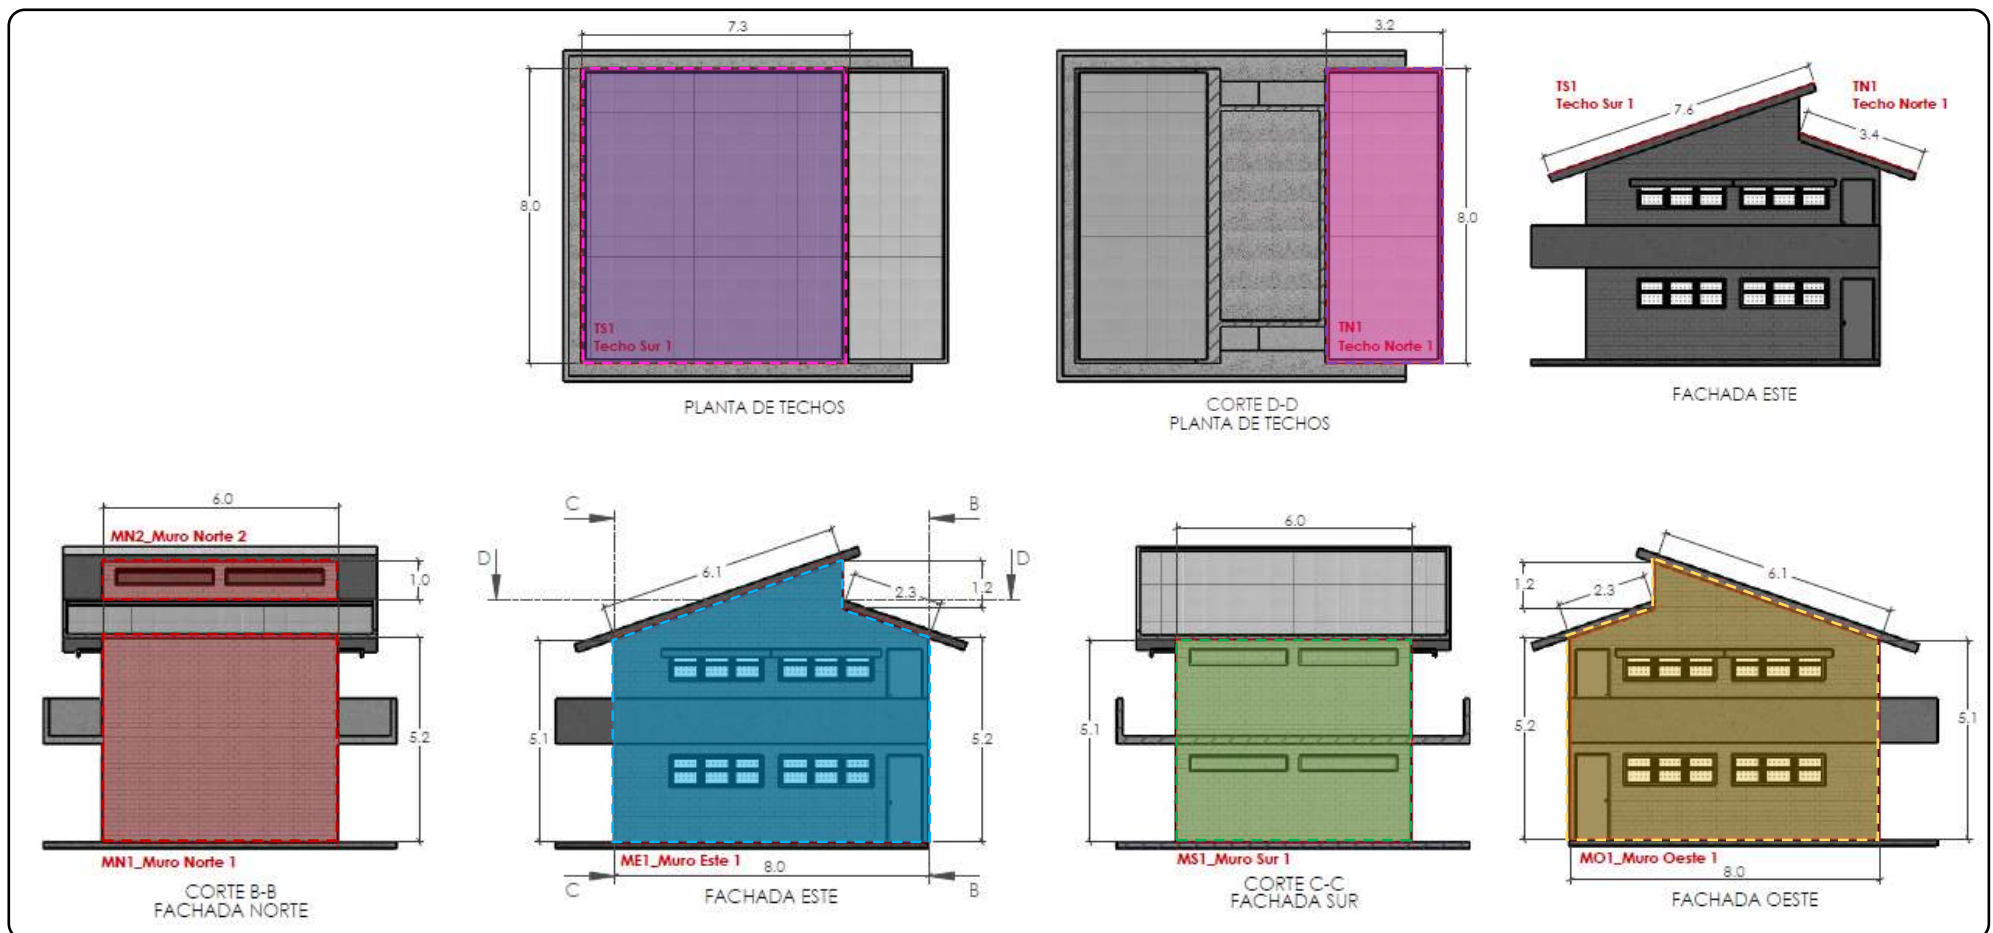 7.3
8.0
TS1
Techo Sur 1
PLANTA DE TECHOS
3.2
8.0
TN1
Techo Norte 1
CORTE D-D
PLANTA DE TECHOS
TS1
Techo Sur 1
TN1
Techo Norte 1
7.6
3.4
FACHADA ESTE
6.0
MN2_Muro Norte 2
1.0
5.2
MN1_Muro Norte 1
CORTE B-B
FACHADA NORTE
C
B
D
D
6.1
2.3
1.2
5.1
5.2
ME1_Muro Este 1
8.0
C
B
FACHADA ESTE
6.0
5.1
MS1_Muro Sur 1
CORTE C-C
FACHADA SUR
1.2
2.3
6.1
5.2
5.1
MO1_Muro Oeste 1
8.0
FACHADA OESTE